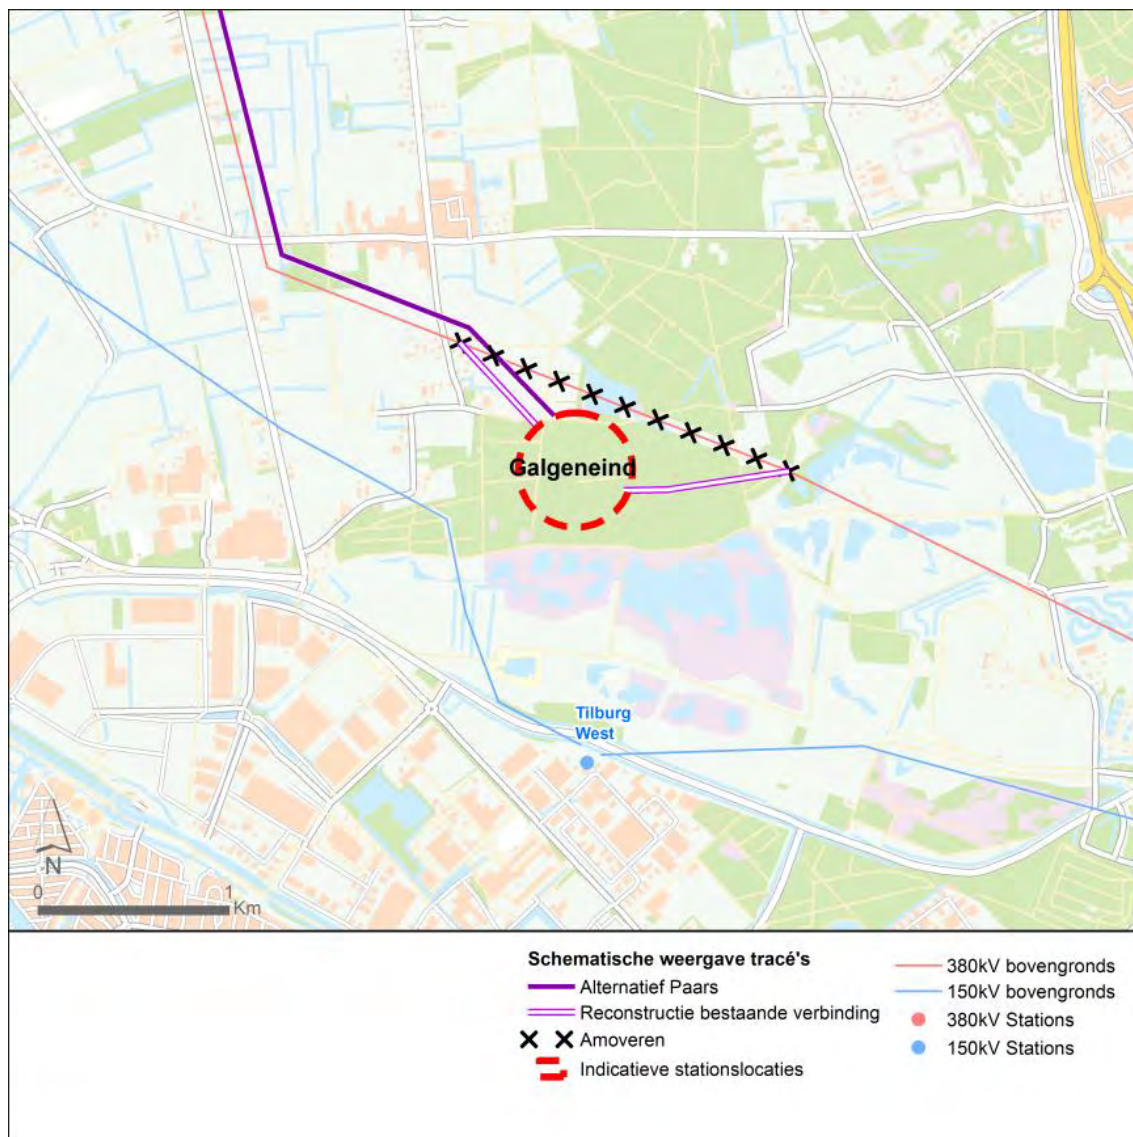 Galgeneind
Tilburg
West
N
0 1
Km
Schematische weergave tracé's
Alternatief Paars
Reconstructie bestaande verbinding
Amoveren
Indicatieve stationslocaties
380kV bovengronds
150kV bovengronds
380kV Stations
150kV Stations